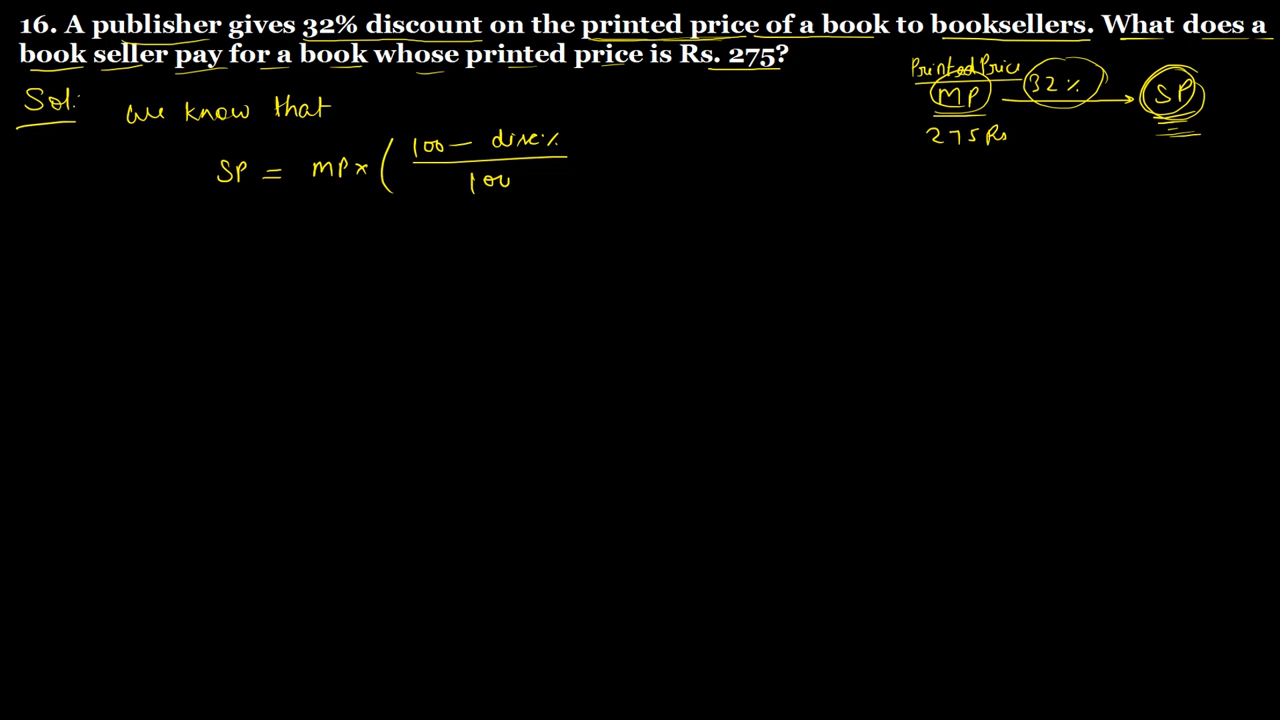 16. A publisher gives 32% discount on the printed price of a book to booksellers. What does a
book seller pay for a book whose printed price is Rs. 275?
Printed Price
MP 32% SP
275 Rs
Sol:
we know that
SP = MP× ( 100 - disc%
100